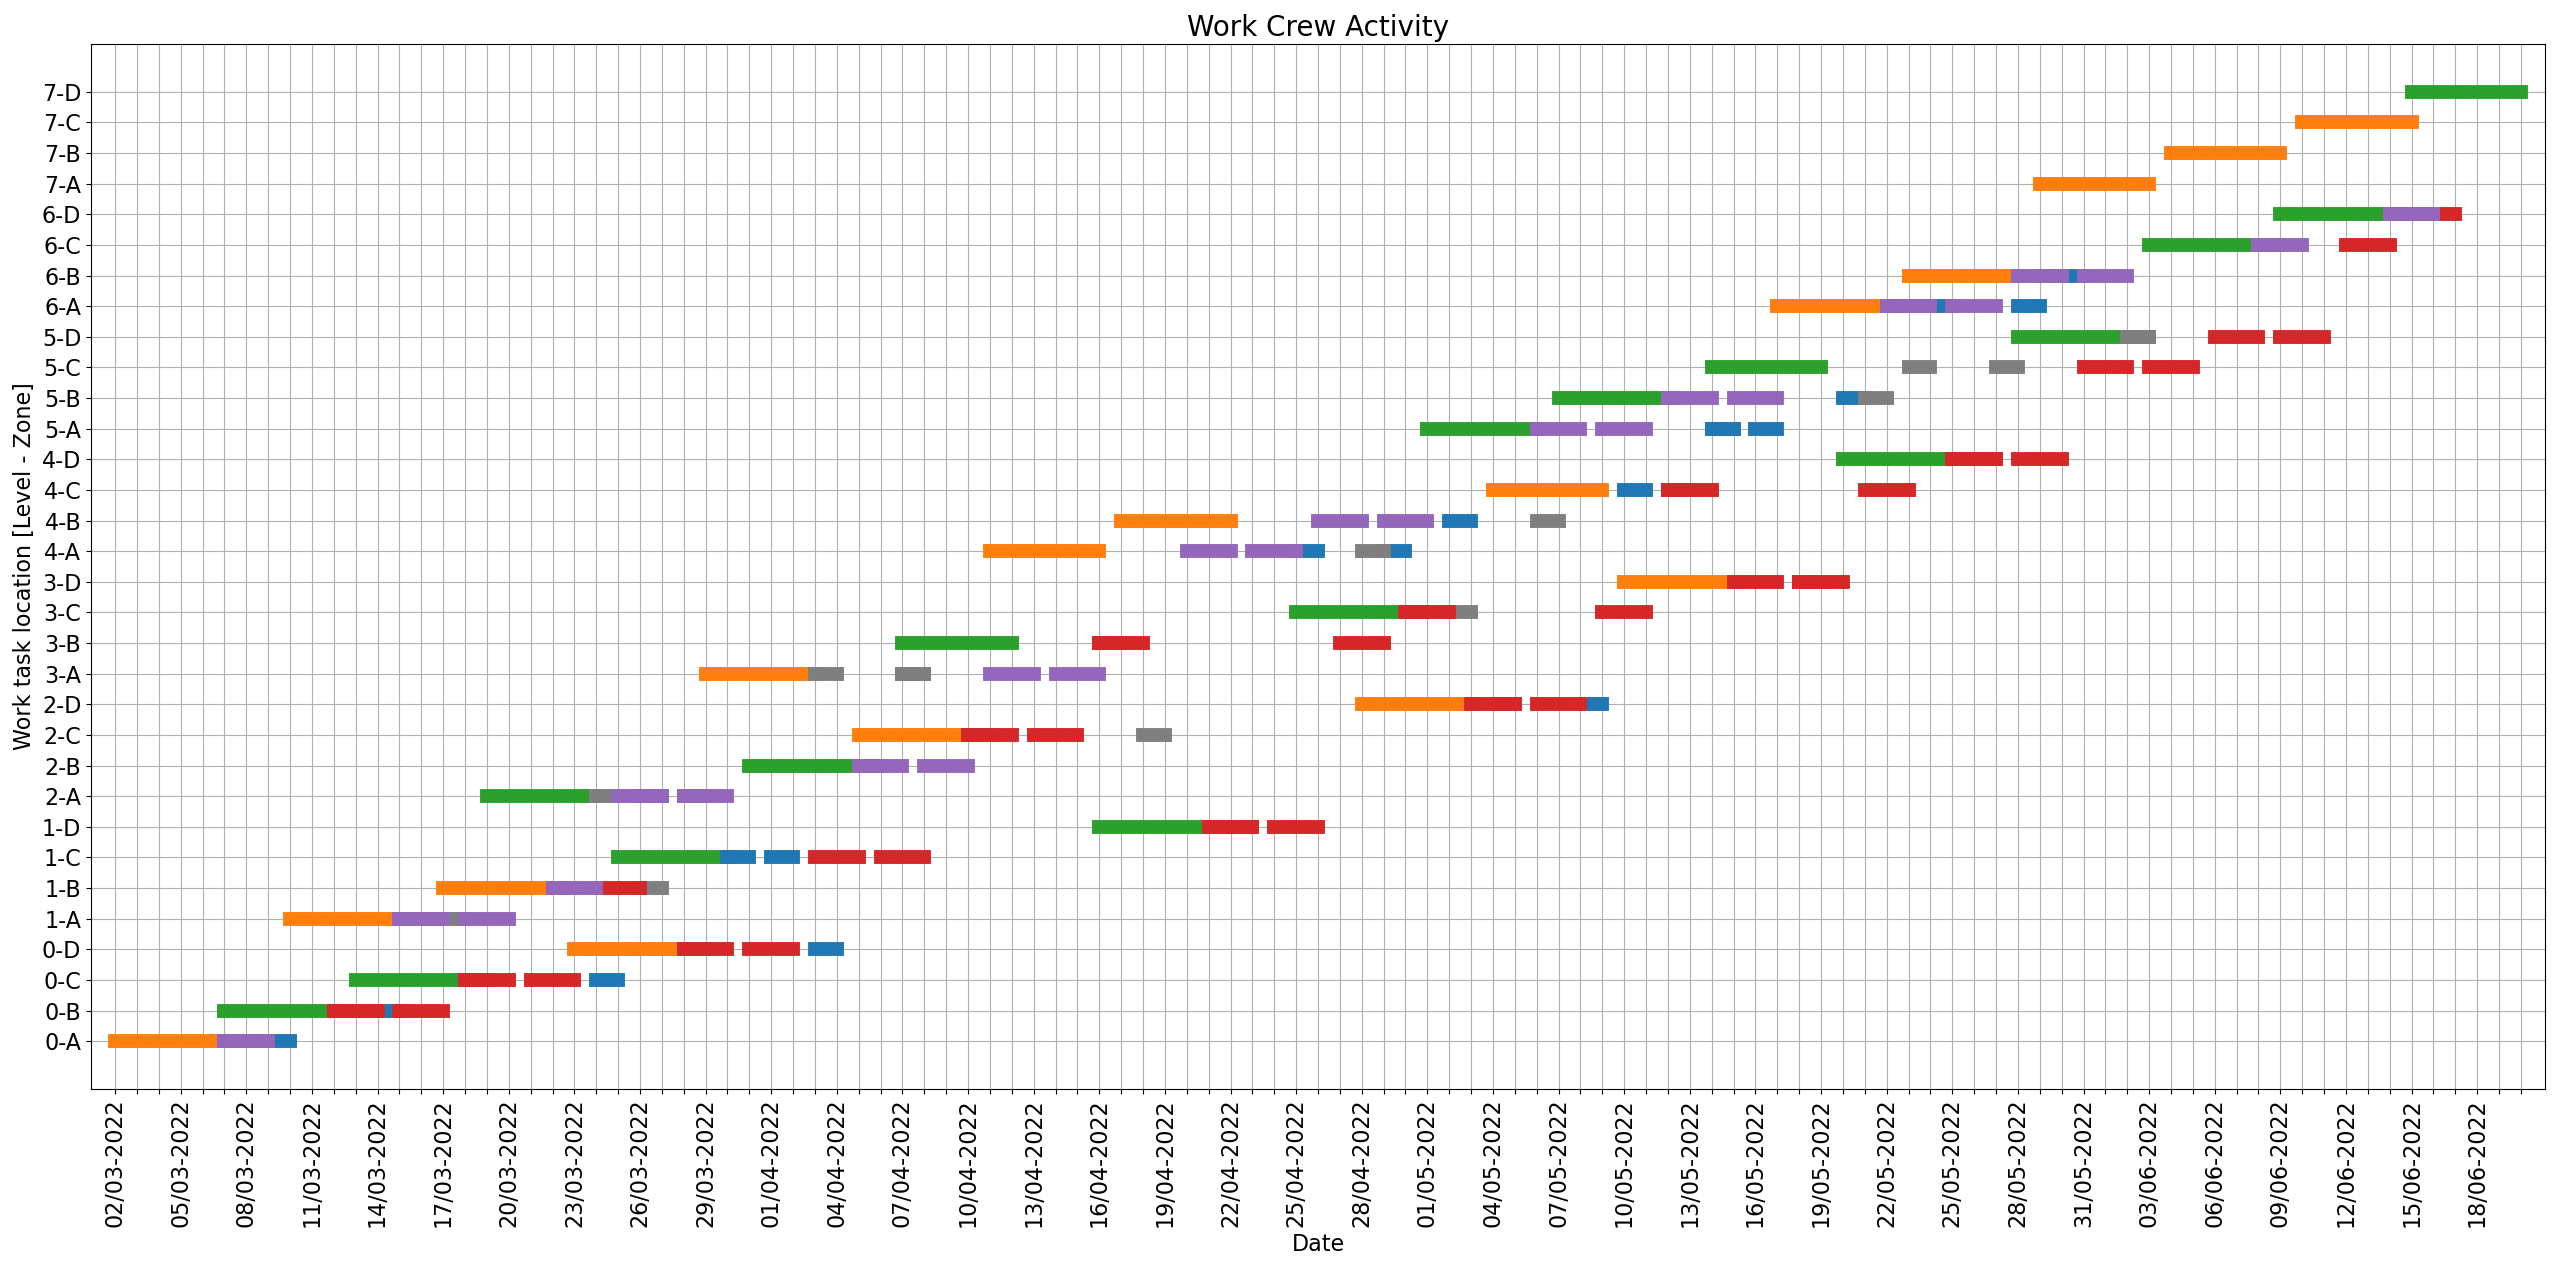 Work Crew Activity
Work task location [Level - Zone]
7-D
7-C
7-B
7-A
6-D
6-C
6-B
6-A
5-D
5-C
5-B
5-A
4-D
4-C
4-B
4-A
3-D
3-C
3-B
3-A
2-D
2-C
2-B
2-A
1-D
1-C
1-B
1-A
0-D
0-C
0-B
0-A
02/03-2022
05/03-2022
08/03-2022
11/03-2022
14/03-2022
17/03-2022
20/03-2022
23/03-2022
26/03-2022
29/03-2022
01/04-2022
04/04-2022
07/04-2022
10/04-2022
13/04-2022
16/04-2022
19/04-2022
22/04-2022
25/04-2022
28/04-2022
01/05-2022
04/05-2022
07/05-2022
10/05-2022
13/05-2022
16/05-2022
19/05-2022
22/05-2022
25/05-2022
28/05-2022
31/05-2022
03/06-2022
06/06-2022
09/06-2022
12/06-2022
15/06-2022
18/06-2022
Date